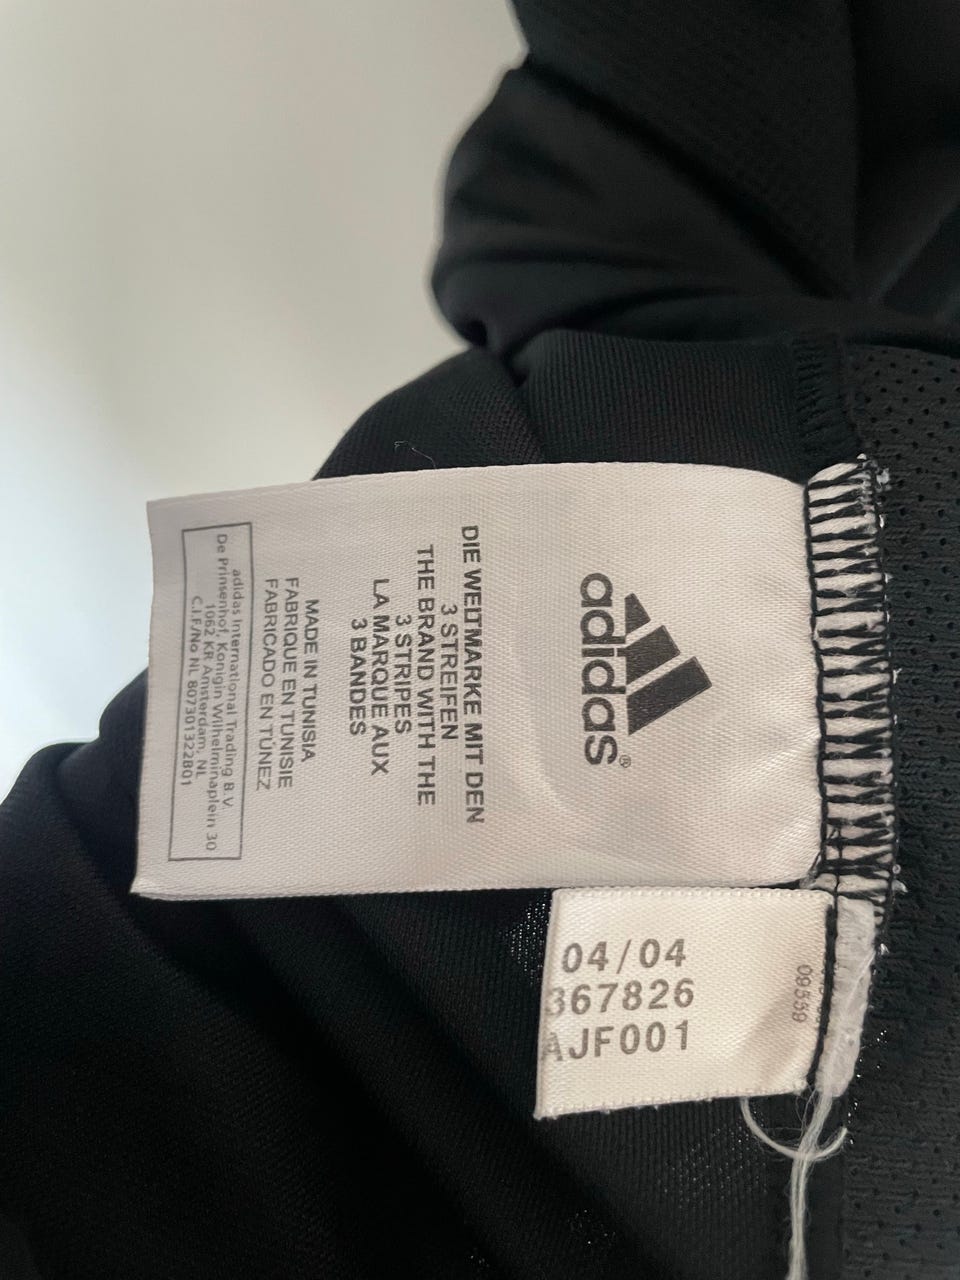 adidas®
DIE WELTMARKE MIT DEN
3 STREIFEN
THE BRAND WITH THE
3 STRIPES
LA MARQUE AUX
3 BANDES
MADE IN TUNISIA
FABRIQUE EN TUNISIE
FABRICADO EN TÚNEZ
adidas International Trading B.V.
De Prinsenhof, Konigin Wilhelminaplein 30
1062 KR Amsterdam, NL
C.I.F/No NL 807301322B01
04/04
367826
AJF001